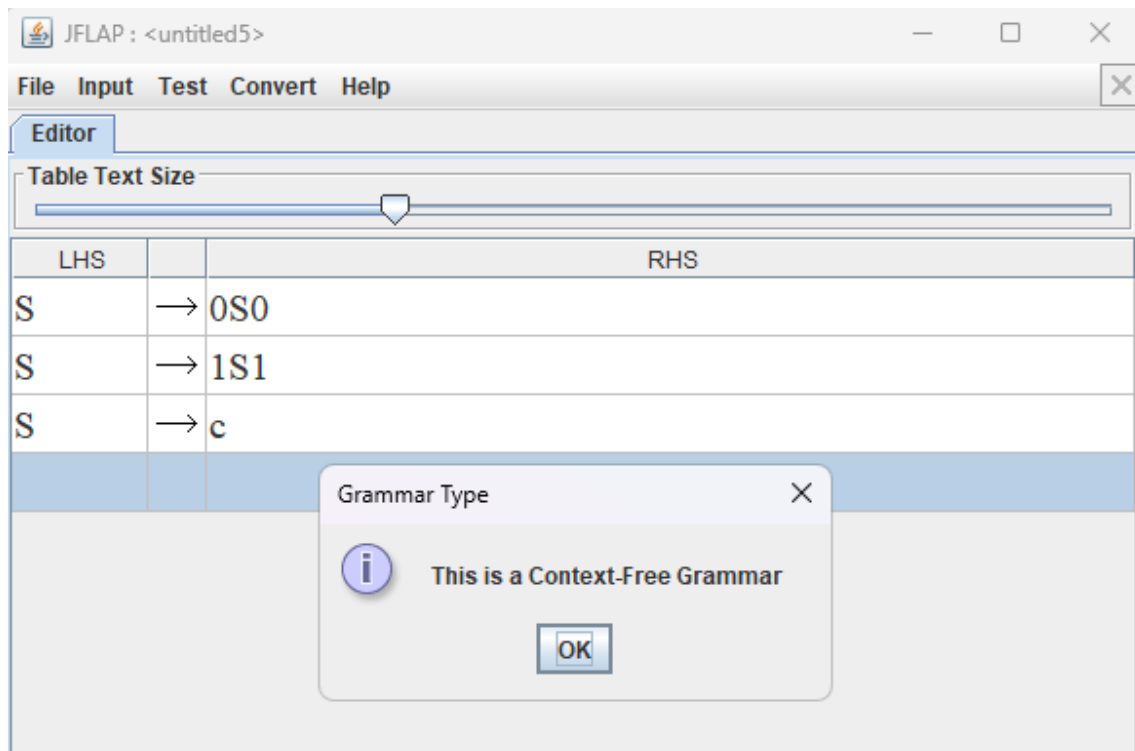 JFLAP : <untitled5>
File Input Test Convert Help
Editor
Table Text Size
LHS RHS
S → 0S0
S → 1S1
S → c
Grammar Type
This is a Context-Free Grammar
OK